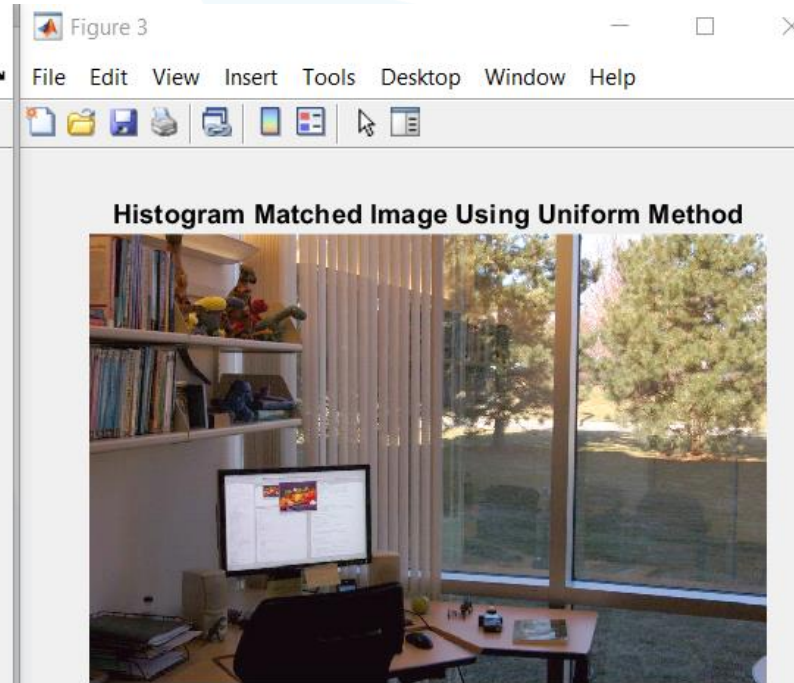 Figure 3
File Edit View Insert Tools Desktop Window Help
Histogram Matched Image Using Uniform Method